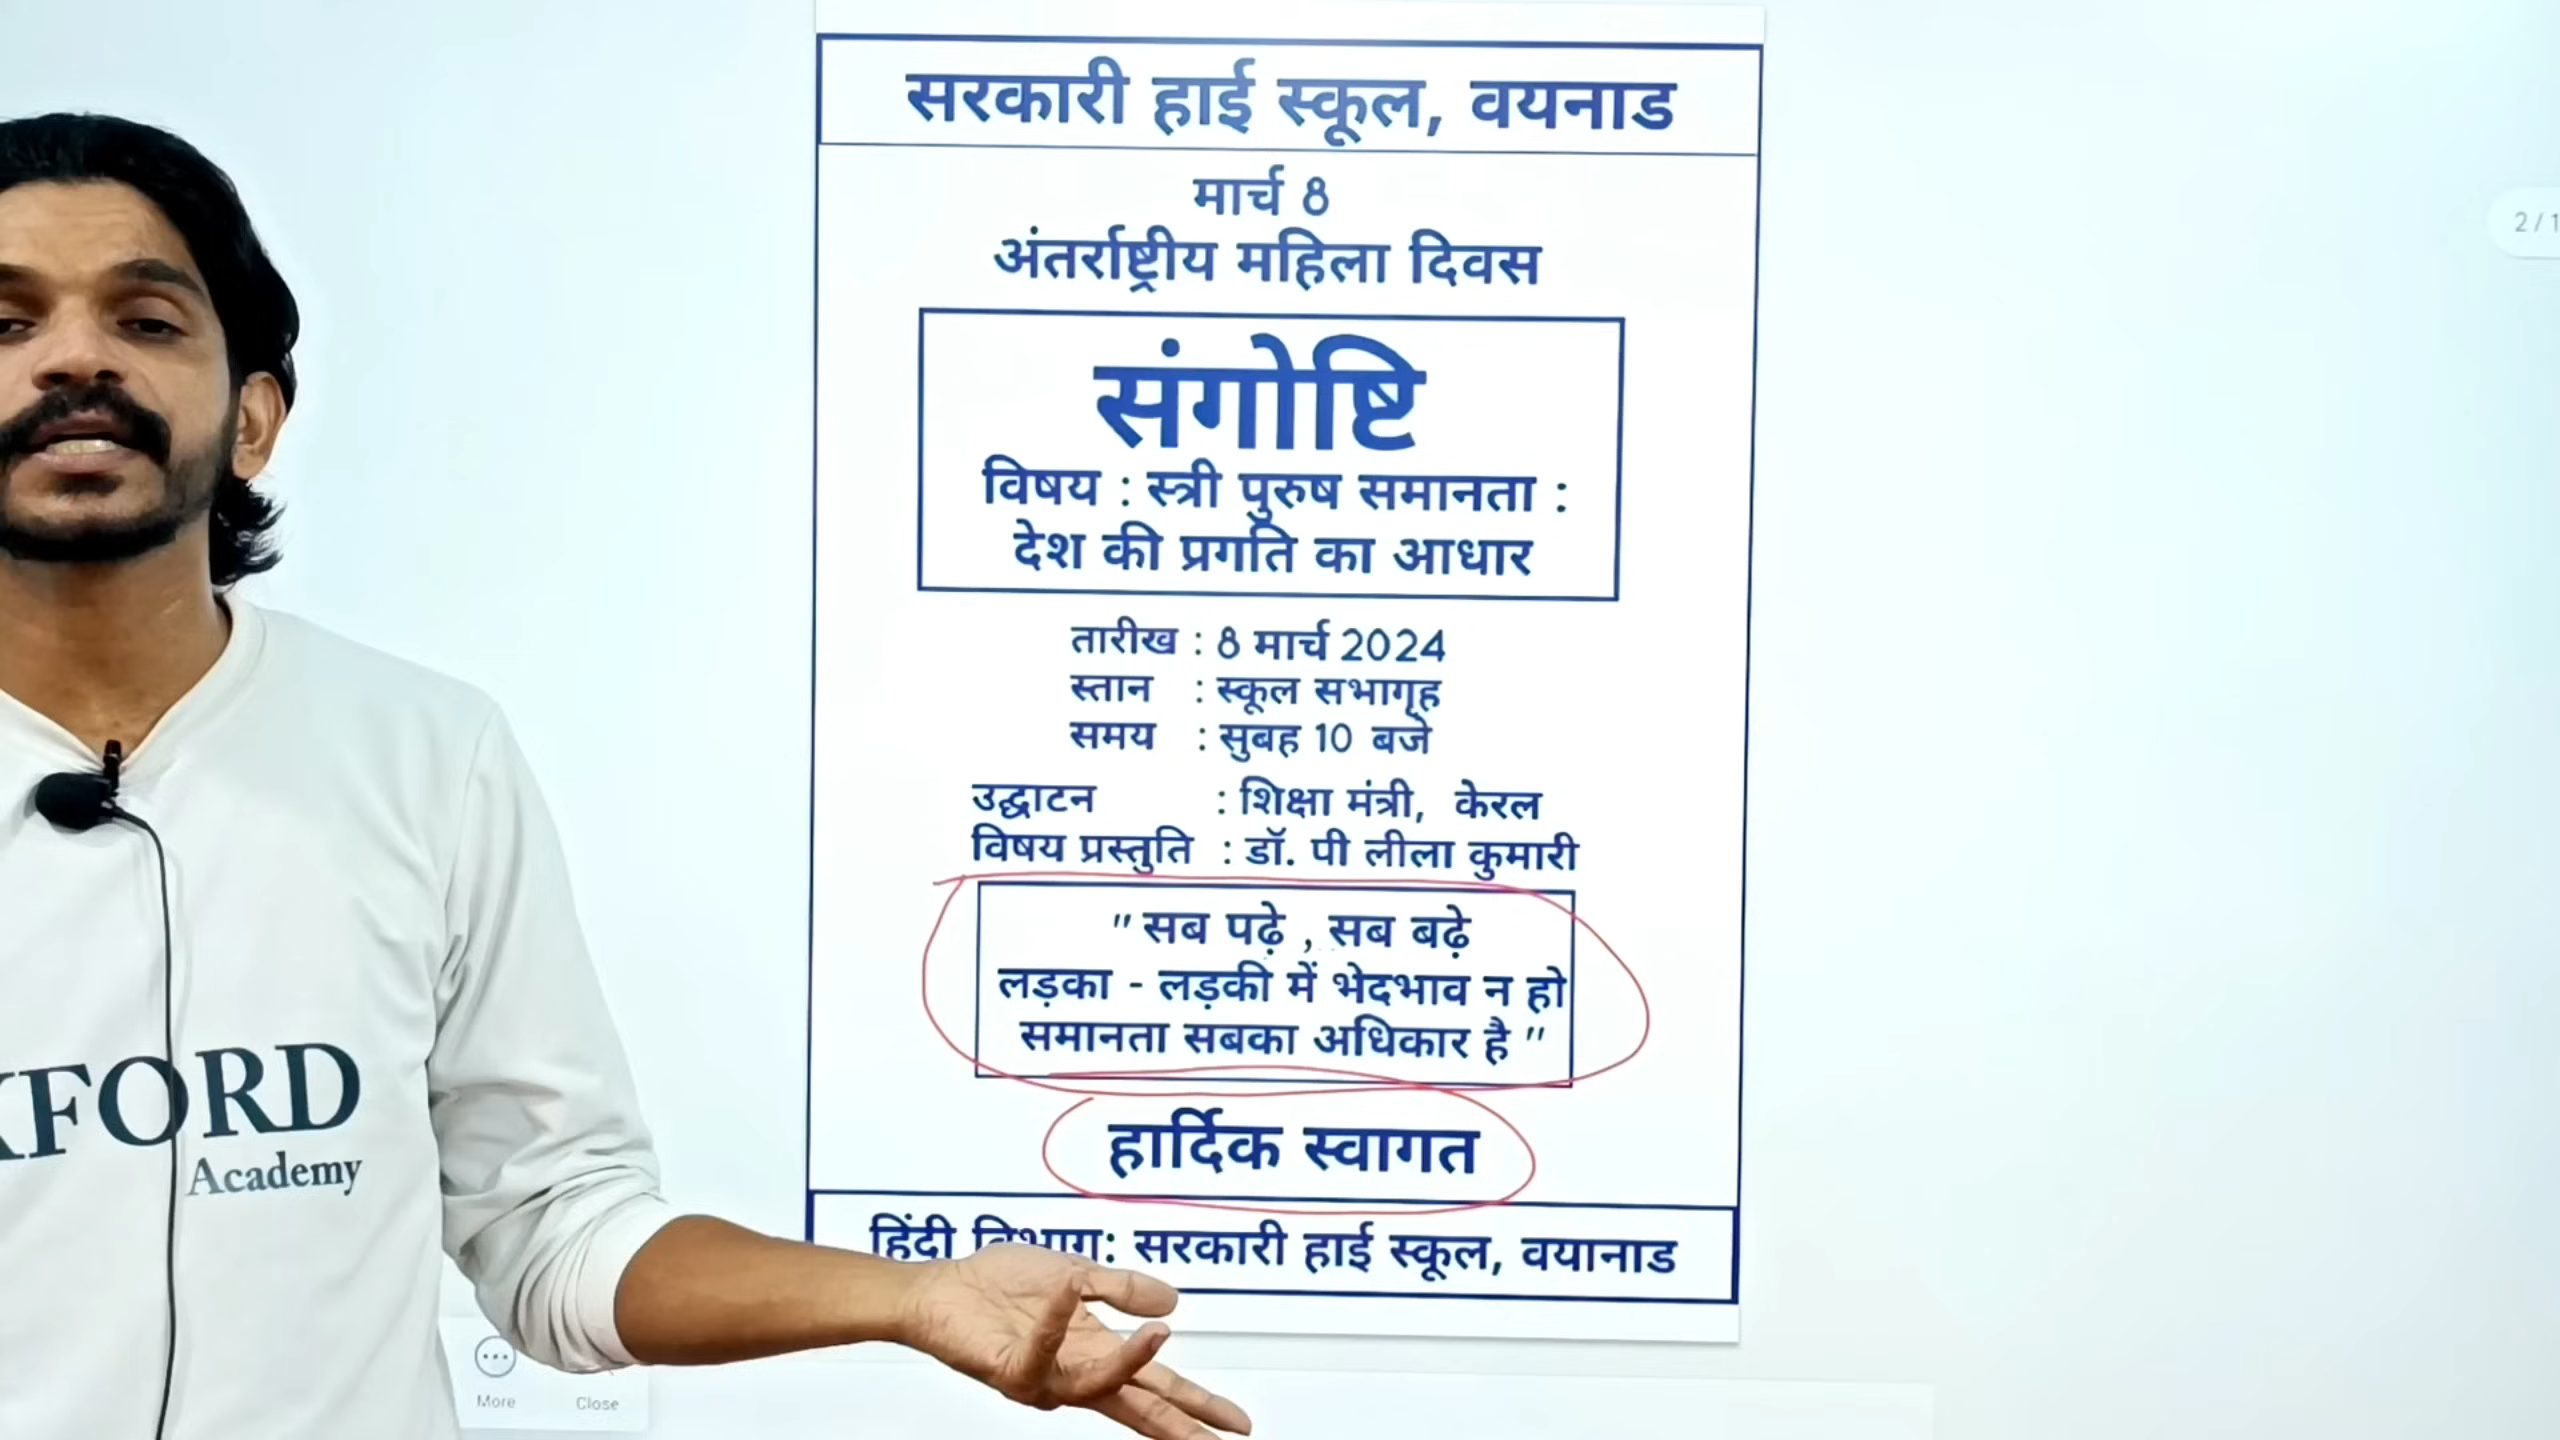 सरकारी हाई स्कूल, वयनाड
मार्च 8
अंतर्राष्ट्रीय महिला दिवस
संगोष्टि
विषय : स्त्री पुरुष समानता :
देश की प्रगति का आधार
तारीख : 8 मार्च 2024
स्तान : स्कूल सभागृह
समय : सुबह 10 बजे
उद्घाटन : शिक्षा मंत्री, केरल
विषय प्रस्तुति : डॉ. पी लीला कुमारी
" सब पढ़े , सब बढ़े
लड़का - लड़की में भेदभाव न हो
समानता सबका अधिकार है "
हार्दिक स्वागत
हिंदी विभाग: सरकारी हाई स्कूल, वयानाड
XFORD
Academy
More
Close
2 / 1